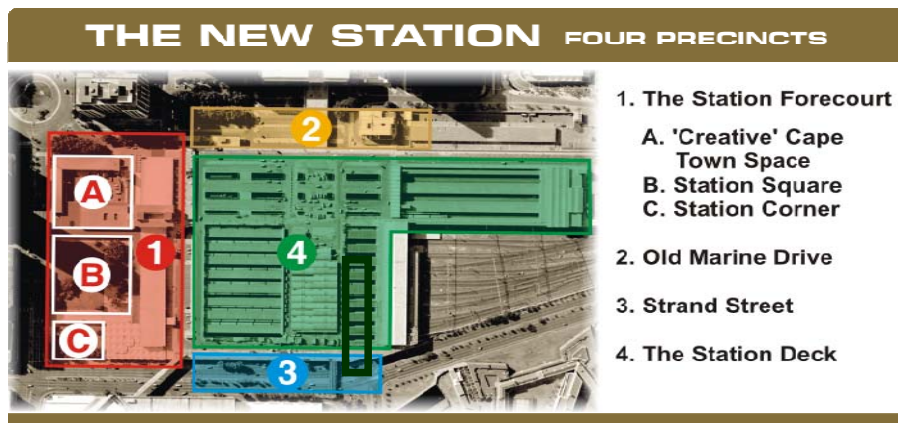 THE NEW STATION FOUR PRECINCTS
1. The Station Forecourt
A. 'Creative' Cape
Town Space
B. Station Square
C. Station Corner
2. Old Marine Drive
3. Strand Street
4. The Station Deck
2
A
1
B
4
C
3